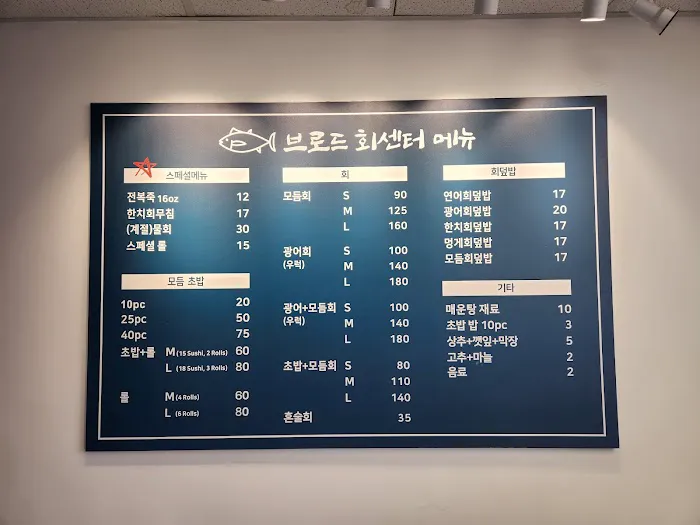 브로드 회센터 메뉴
스페셜메뉴
전복죽 16oz 12
한치회무침 17
(계절)물회 30
스페셜 롤 15
모듬 초밥
10pc 20
25pc 50
40pc 75
초밥+롤 M (15 Sushi, 2 Rolls) 60
L (18 Sushi, 3 Rolls) 80
롤 M (4 Rolls) 60
L (6 Rolls) 80
회
모듬회 S 90
M 125
L 160
광어회 S 100
(우럭) M 140
L 180
광어+모듬회 S 100
(우럭) M 140
L 180
초밥+모듬회 S 80
M 110
L 140
혼술회 35
회덮밥
연어회덮밥 17
광어회덮밥 20
한치회덮밥 17
멍게회덮밥 17
모듬회덮밥 17
기타
매운탕 재료 10
초밥 밥 10pc 3
상추+깻잎+막장 5
고추+마늘 2
음료 2